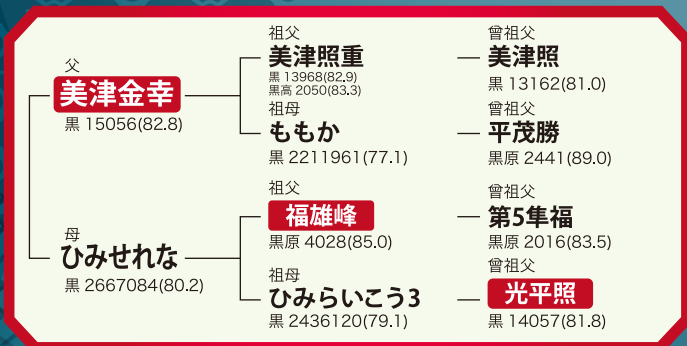 父
美津金幸
黒 15056(82.8)
祖父
美津照重
黒 13968(82.9)
黒高 2050(83.3)
曾祖父
美津照
黒 13162(81.0)
祖母
ももか
黒 2211961(77.1)
曾祖父
平茂勝
黒原 2441(89.0)
母
ひみせれな
黒 2667084(80.2)
祖父
福雄峰
黒原 4028(85.0)
曾祖父
第5隼福
黒原 2016(83.5)
祖母
ひみらいこう3
黒 2436120(79.1)
曾祖父
光平照
黒 14057(81.8)